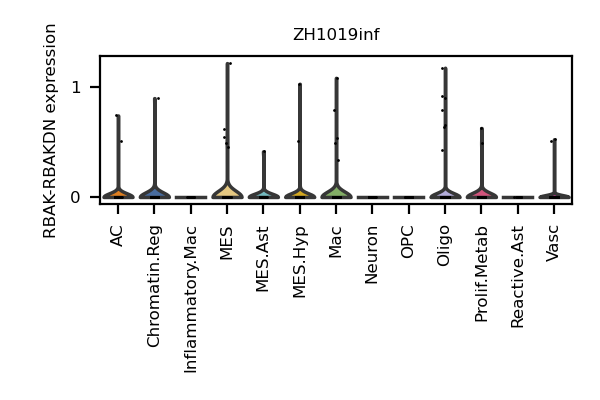 ZH1019inf
RBAK-RBAKDN expression
1
0
AC
Chromatin.Reg
Inflammatory.Mac
MES
MES.Ast
MES.Hyp
Mac
Neuron
OPC
Oligo
Prolif.Metab
Reactive.Ast
Vasc